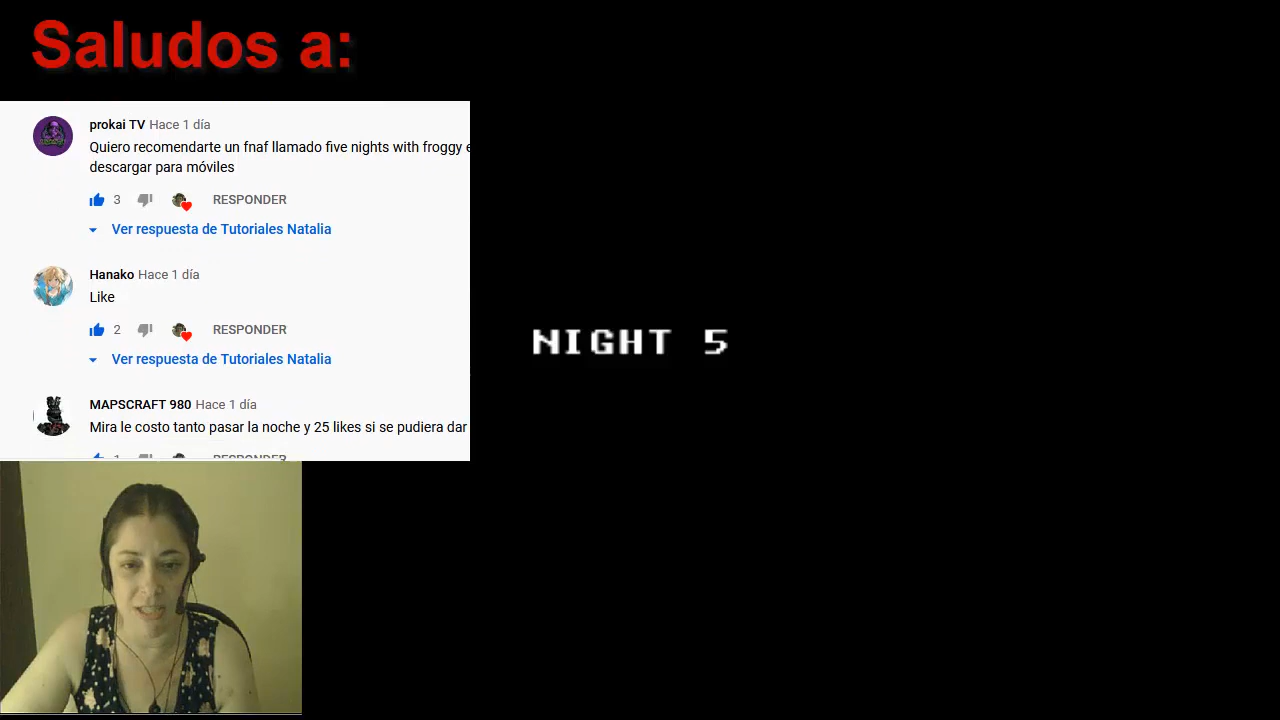 Saludos a:
prokai TV Hace 1 día
Quiero recomendarte un fnaf llamado five nights with froggy
descargar para móviles
3 RESPONDER
Ver respuesta de Tutoriales Natalia
Hanako Hace 1 día
Like
2 RESPONDER
Ver respuesta de Tutoriales Natalia
MAPSCRAFT 980 Hace 1 día
Mira le costo tanto pasar la noche y 25 likes si se pudiera dar
1 RESPONDER
NIGHT 5